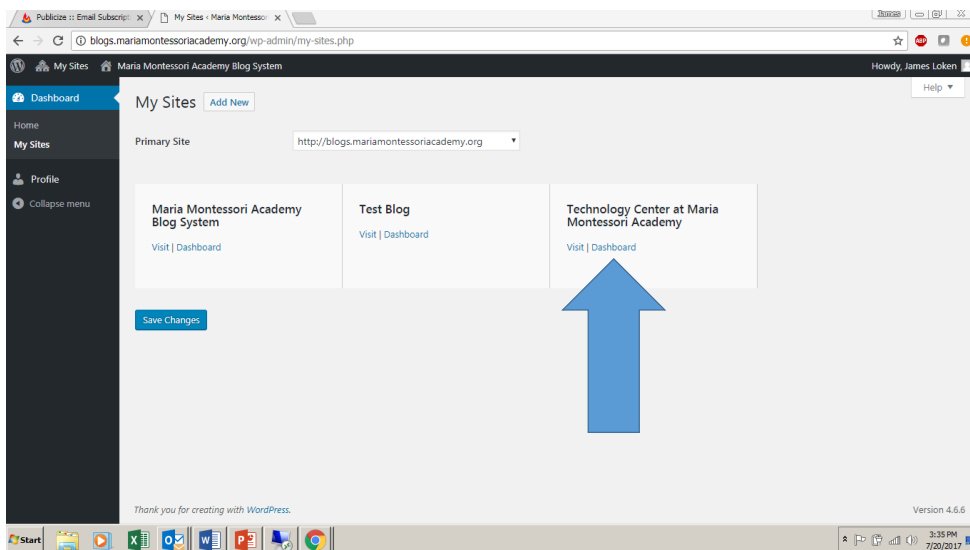 Publicize :: Email Subscript
My Sites ‹ Maria Montessor
James
blogs.mariamontessoriacademy.org/wp-admin/my-sites.php
ABP
My Sites
Maria Montessori Academy Blog System
Howdy, James Loken
Dashboard
Home
My Sites
Profile
Collapse menu
Help ▼
My Sites
Add New
Primary Site
http://blogs.mariamontessoriacademy.org
Maria Montessori Academy
Blog System
Visit | Dashboard
Test Blog
Visit | Dashboard
Technology Center at Maria
Montessori Academy
Visit | Dashboard
Save Changes
Thank you for creating with WordPress.
Version 4.6.6
Start
3:35 PM
7/20/2017